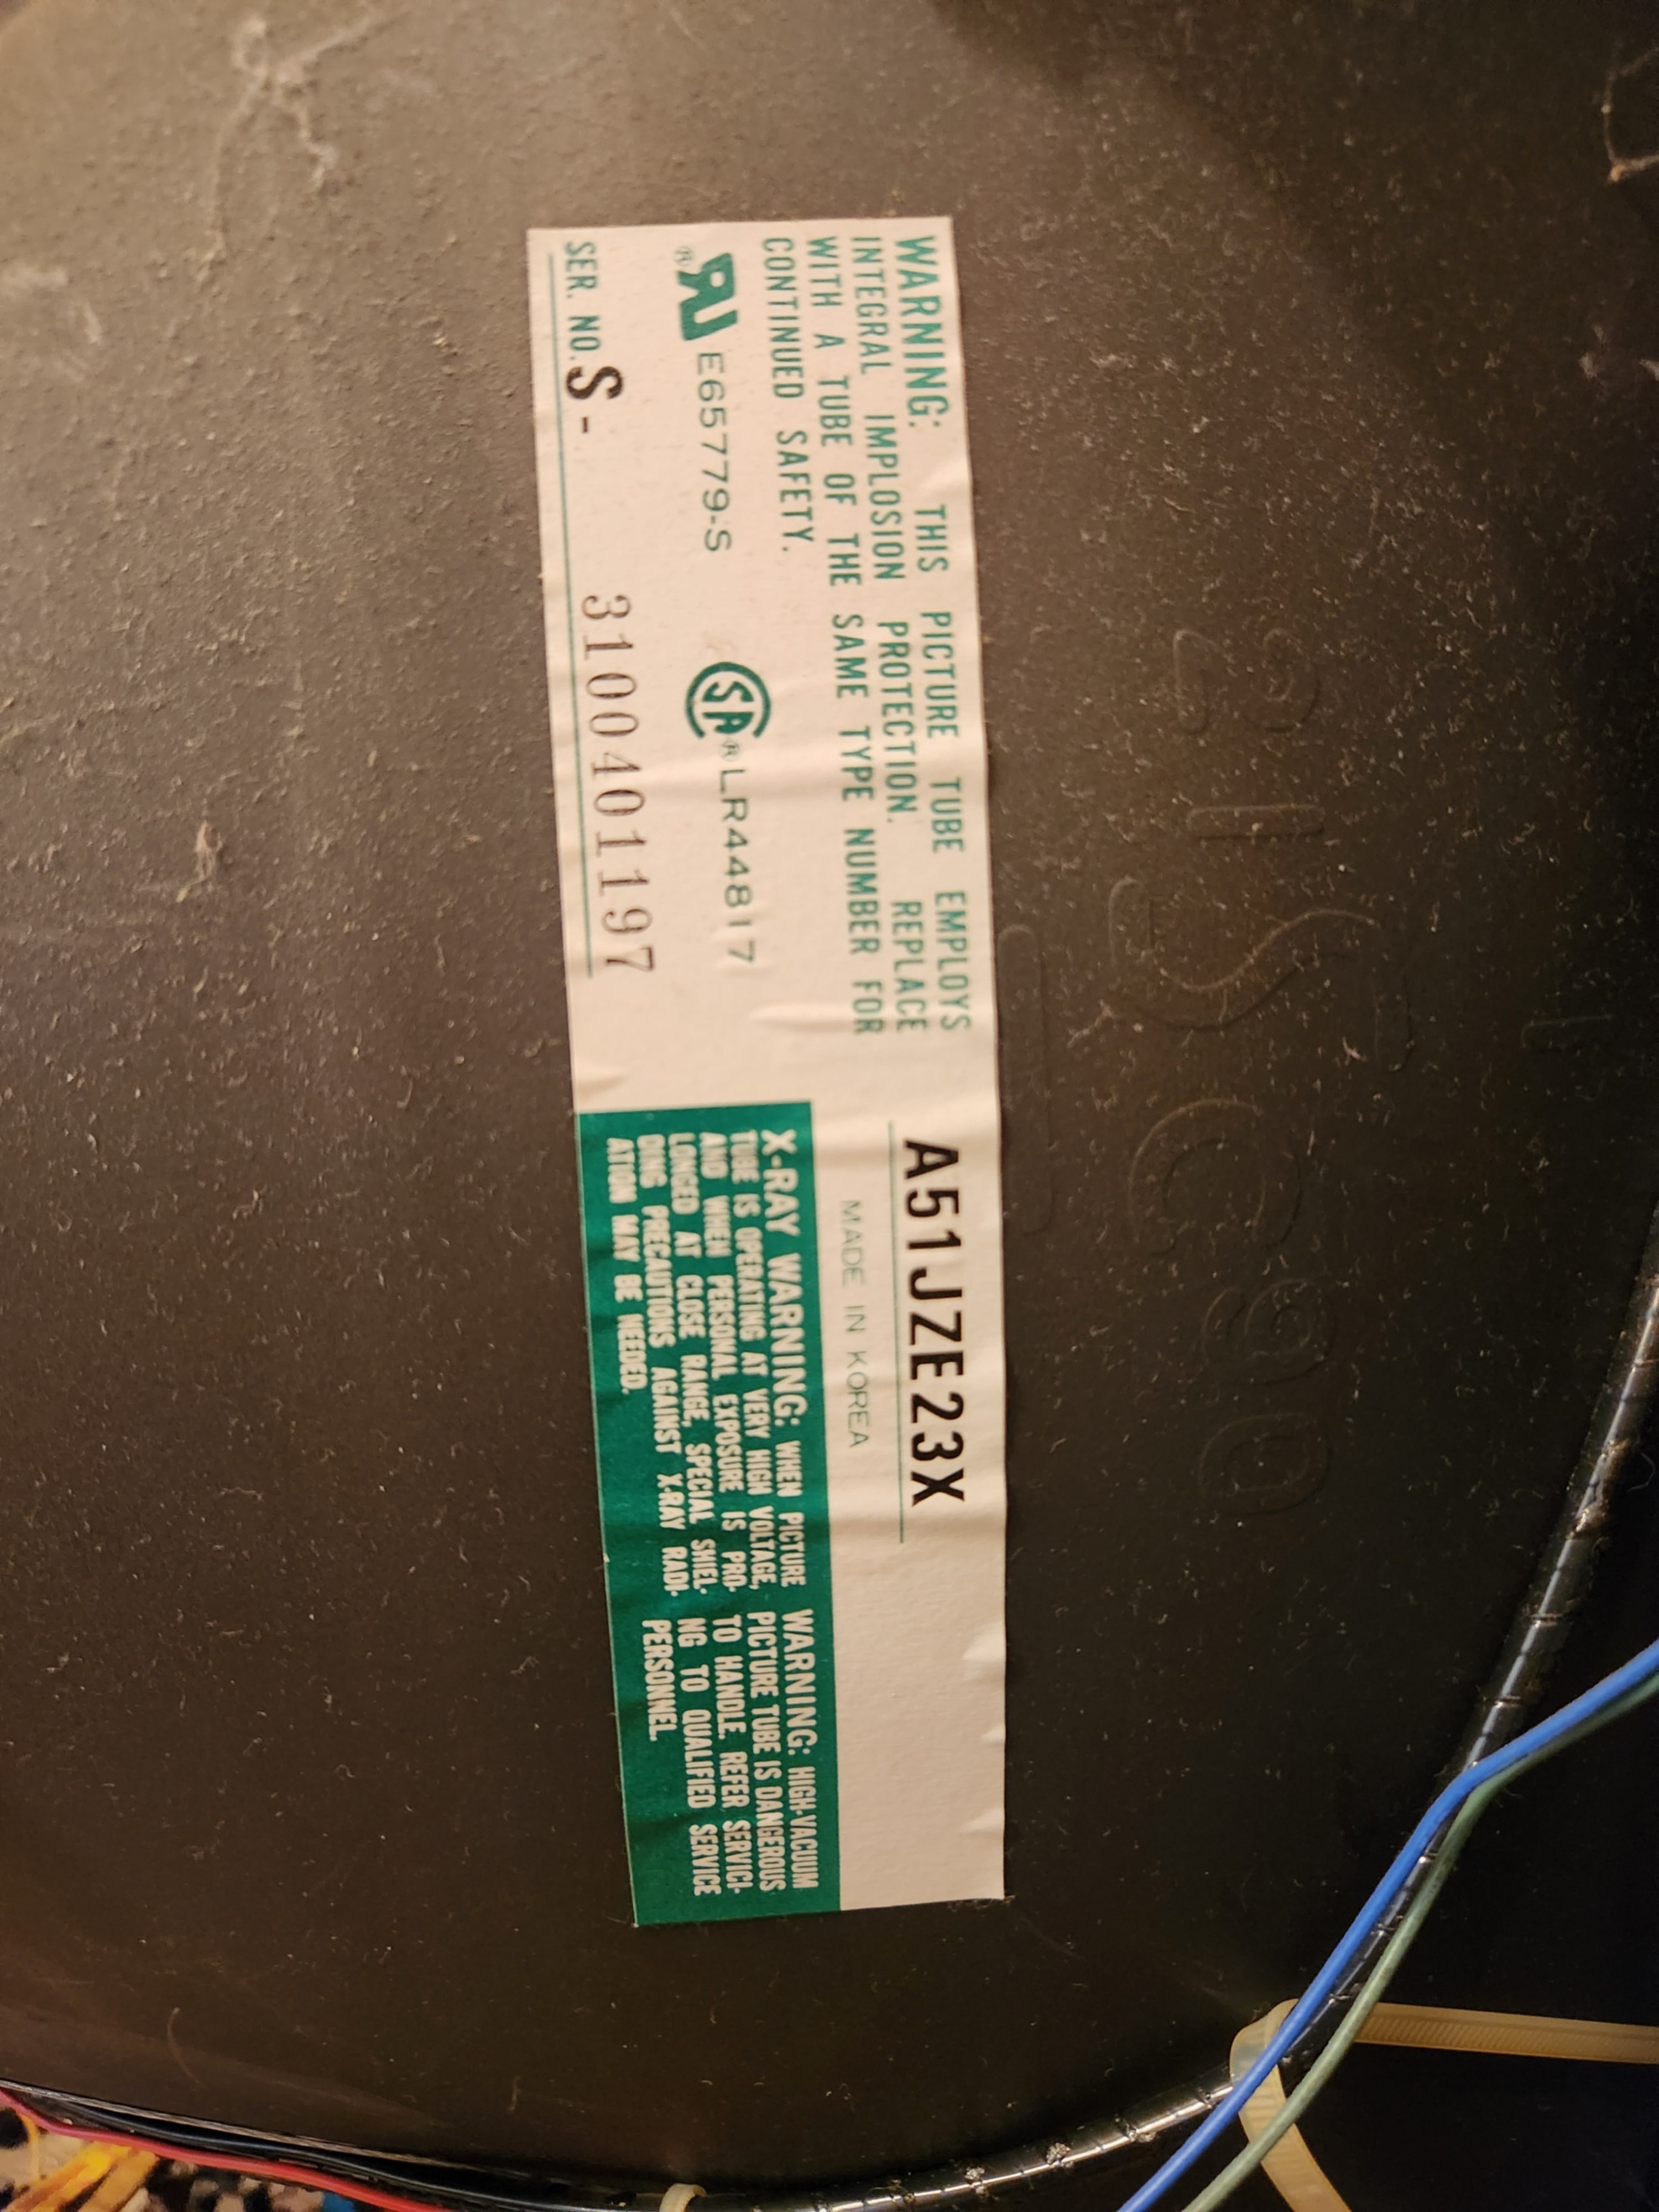 WARNING: THIS PICTURE TUBE EMPLOYS
INTEGRAL IMPLOSION PROTECTION. REPLACE
WITH A TUBE OF THE SAME TYPE NUMBER FOR
CONTINUED SAFETY.
® E65779-S SA® LR44817
SER. NO. S- 3100401197
A51JZE23X
MADE IN KOREA
X-RAY WARNING: WHEN PICTURE
TUBE IS OPERATING AT VERY HIGH VOLTAGE,
AND WHEN PERSONAL EXPOSURE IS PRO-
LONGED AT CLOSE RANGE, SPECIAL SHIEL-
DING PRECAUTIONS AGAINST X-RAY RADI-
ATION MAY BE NEEDED.
WARNING: HIGH-VACUUM
PICTURE TUBE IS DANGEROUS
TO HANDLE. REFER SERVICI-
NG TO QUALIFIED SERVICE
PERSONNEL.